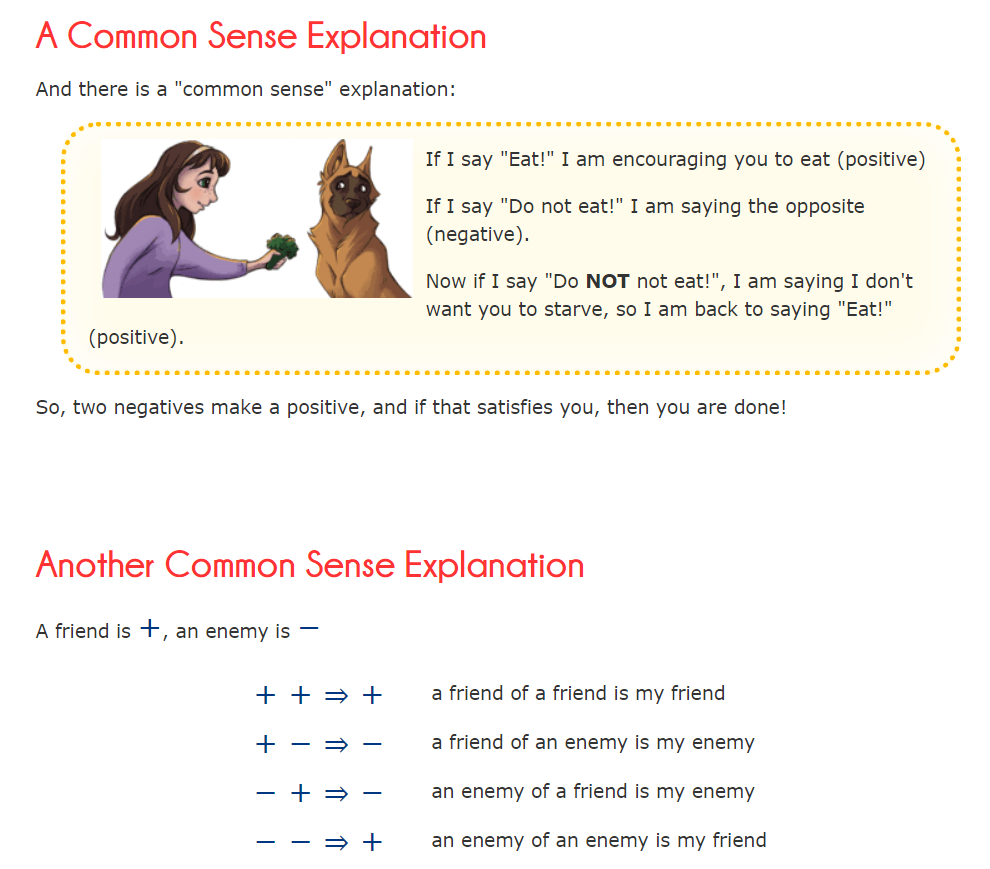 A Common Sense Explanation
And there is a "common sense" explanation:
If I say "Eat!" I am encouraging you to eat (positive)
If I say "Do not eat!" I am saying the opposite
(negative).
Now if I say "Do NOT not eat!", I am saying I don't
want you to starve, so I am back to saying "Eat!"
(positive).
So, two negatives make a positive, and if that satisfies you, then you are done!
Another Common Sense Explanation
A friend is +, an enemy is −
+ + ⇒ + a friend of a friend is my friend
+ − ⇒ − a friend of an enemy is my enemy
− + ⇒ − an enemy of a friend is my enemy
− − ⇒ + an enemy of an enemy is my friend